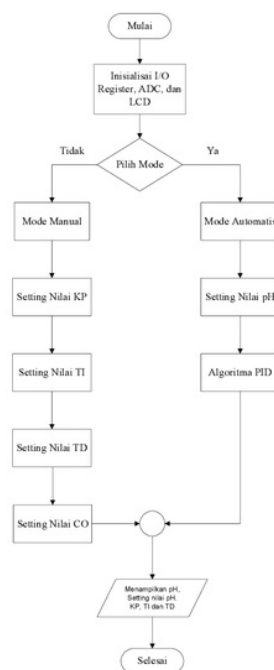 Mulai
Inisialisai I/O
Register, ADC, dan
LCD
Tidak
Ya
Pilih Mode
Mode Manual
Mode Automatis
Setting Nilai KP
Setting Nilai pH
Setting Nilai TI
Algoritma PID
Setting Nilai TD
Setting Nilai CO
Menampilkan pH,
Setting nilai pH.
KP, TI dan TD
Selesai